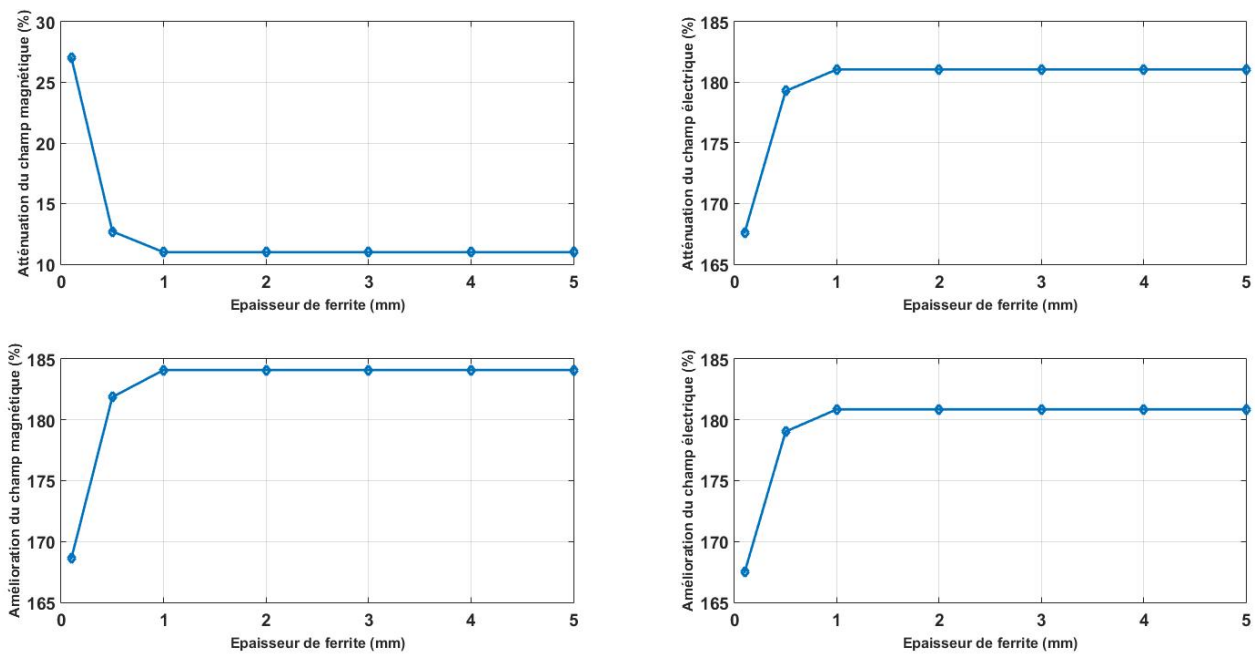 Atténuation du champ magnétique (%)
30
25
20
15
10
0 1 2 3 4 5
Epaisseur de ferrite (mm)
Atténuation du champ électrique (%)
185
180
175
170
165
0 1 2 3 4 5
Epaisseur de ferrite (mm)
Amélioration du champ magnétique (%)
185
180
175
170
165
0 1 2 3 4 5
Epaisseur de ferrite (mm)
Amélioration du champ électrique (%)
185
180
175
170
165
0 1 2 3 4 5
Epaisseur de ferrite (mm)